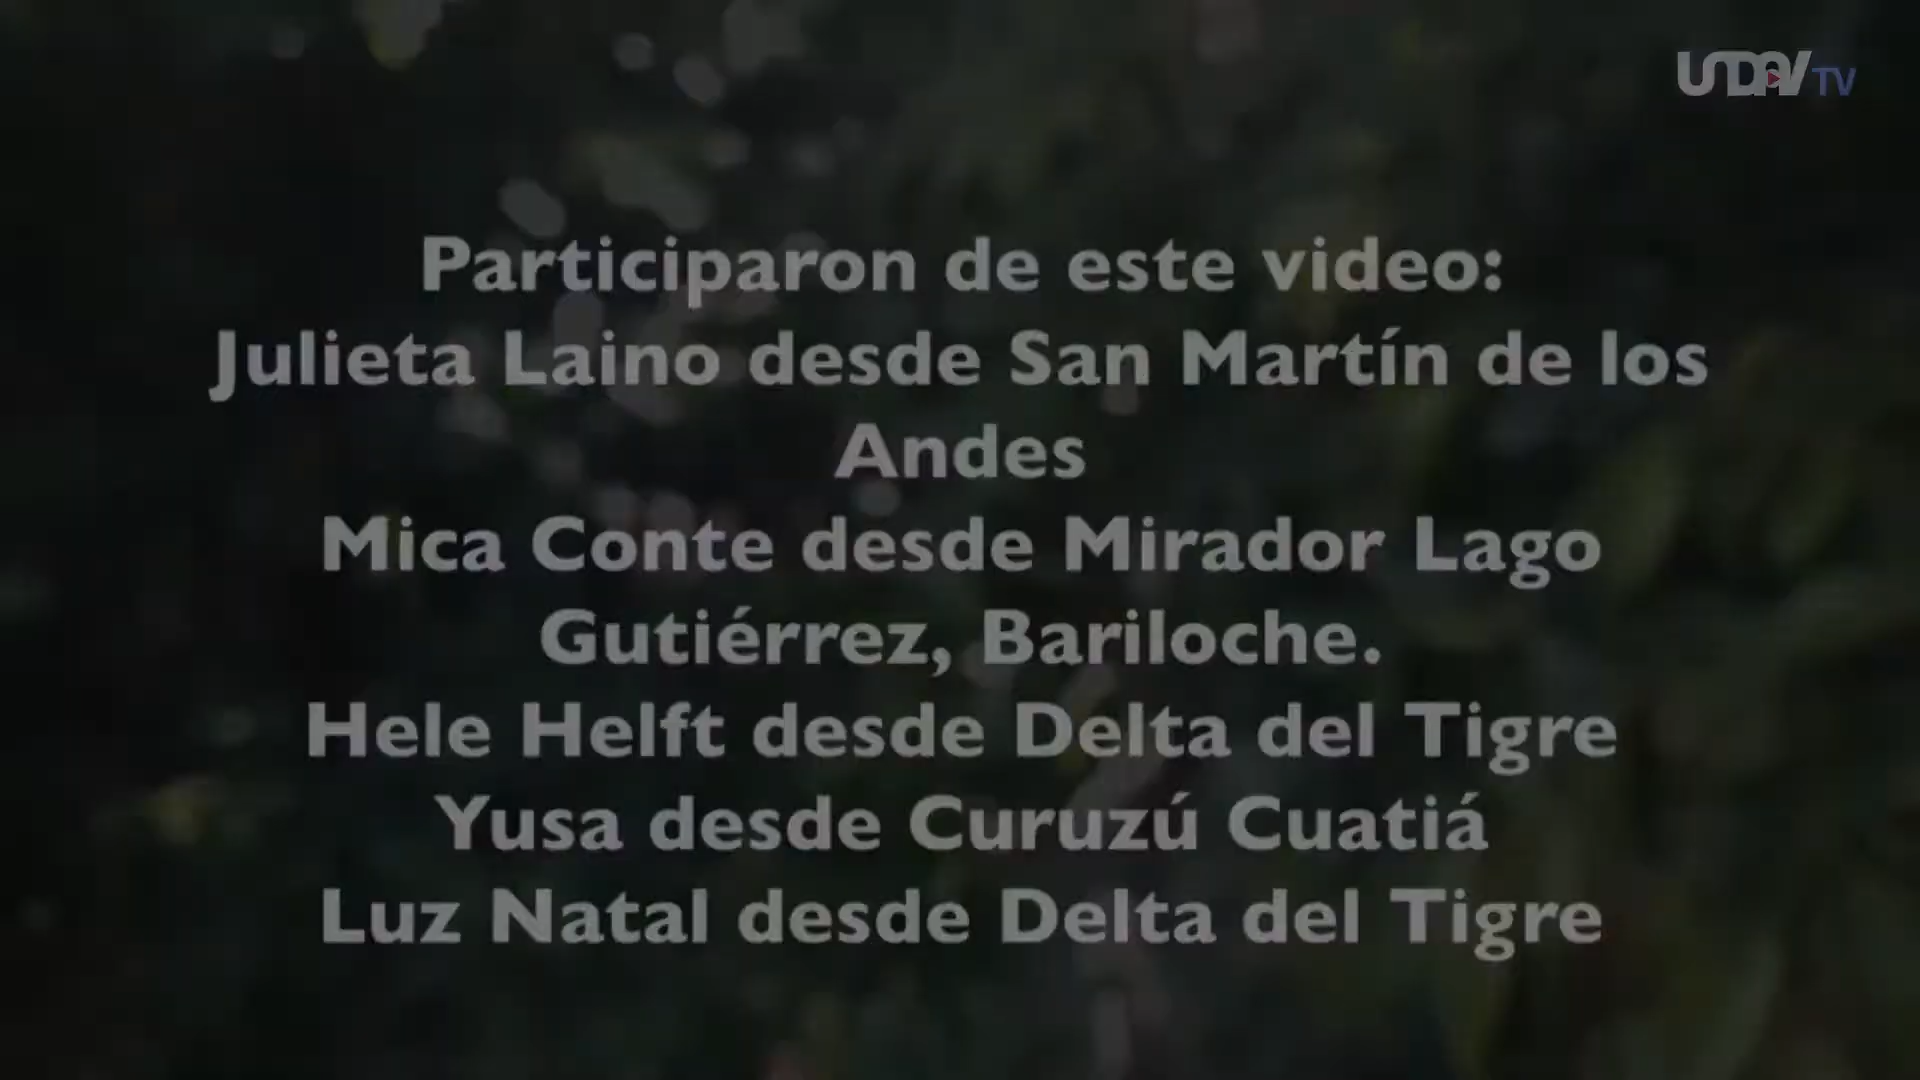 UNDAV TV
Participaron de este video:
Julieta Laino desde San Martín de los
Andes
Mica Conte desde Mirador Lago
Gutiérrez, Bariloche.
Hele Helft desde Delta del Tigre
Yusa desde Curuzú Cuatiá
Luz Natal desde Delta del Tigre